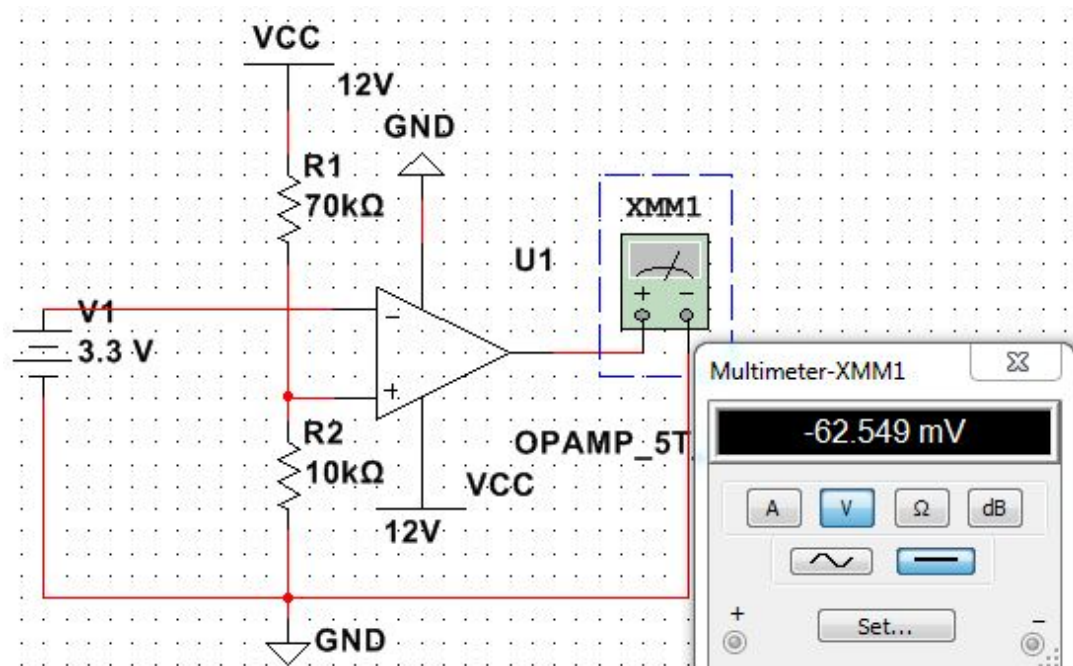 VCC
12V
GND
R1
70kΩ
XMM1
U1
+ −
V1
3.3 V
−
+
R2
10kΩ
OPAMP_5T
VCC
12V
GND
Multimeter-XMM1
-62.549 mV
A V Ω dB
+ Set... −